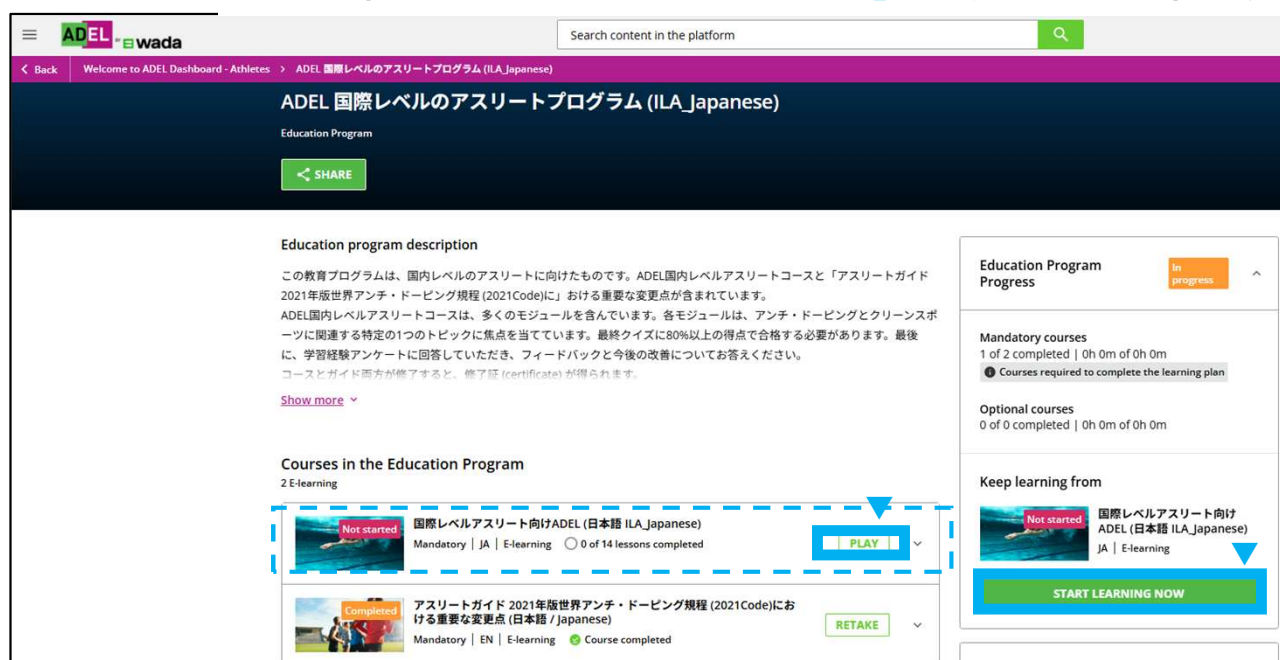 ADEL BY wada
Search content in the platform
Back Welcome to ADEL Dashboard - Athletes > ADEL 国際レベルのアスリートプログラム (ILA_Japanese)
ADEL 国際レベルのアスリートプログラム (ILA_Japanese)
Education Program
SHARE
Education program description
この教育プログラムは、国内レベルのアスリートに向けたものです。ADEL国内レベルアスリートコースと「アスリートガイド
2021年版世界アンチ・ドーピング規程 (2021Code)に」おける重要な変更点が含まれています。
ADEL国内レベルアスリートコースは、多くのモジュールを含んでいます。各モジュールは、アンチ・ドーピングとクリーンスポ
ーツに関連する特定の1つのトピックに焦点を当てています。最終クイズに80%以上の得点で合格する必要があります。最後
に、学習経験アンケートに回答していただき、フィードバックと今後の改善についてお答えください。
コースとガイド両方が修了すると、修了証 (certificate) が得られます。
Show more
Courses in the Education Program
2 E-learning
Not started
国際レベルアスリート向けADEL (日本語 ILA_Japanese)
Mandatory | JA | E-learning 0 of 14 lessons completed
PLAY
Completed
アスリートガイド 2021年版世界アンチ・ドーピング規程 (2021Code)にお
ける重要な変更点 (日本語 / Japanese)
Mandatory | EN | E-learning Course completed
RETAKE
Education Program
Progress
In
progress
Mandatory courses
1 of 2 completed | 0h 0m of 0h 0m
Courses required to complete the learning plan
Optional courses
0 of 0 completed | 0h 0m of 0h 0m
Keep learning from
Not started
国際レベルアスリート向け
ADEL (日本語 ILA_Japanese)
JA | E-learning
START LEARNING NOW